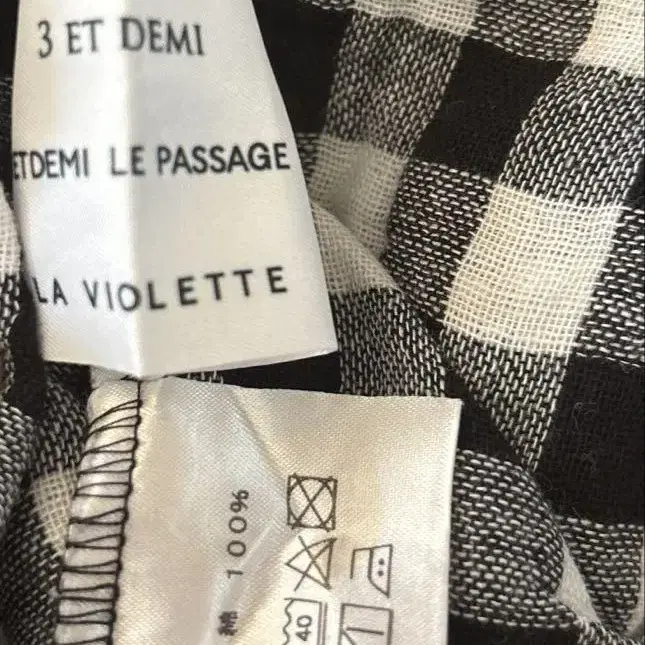 3 ET DEMI
ETDEMI LE PASSAGE
LA VIOLETTE
綿 100%
40